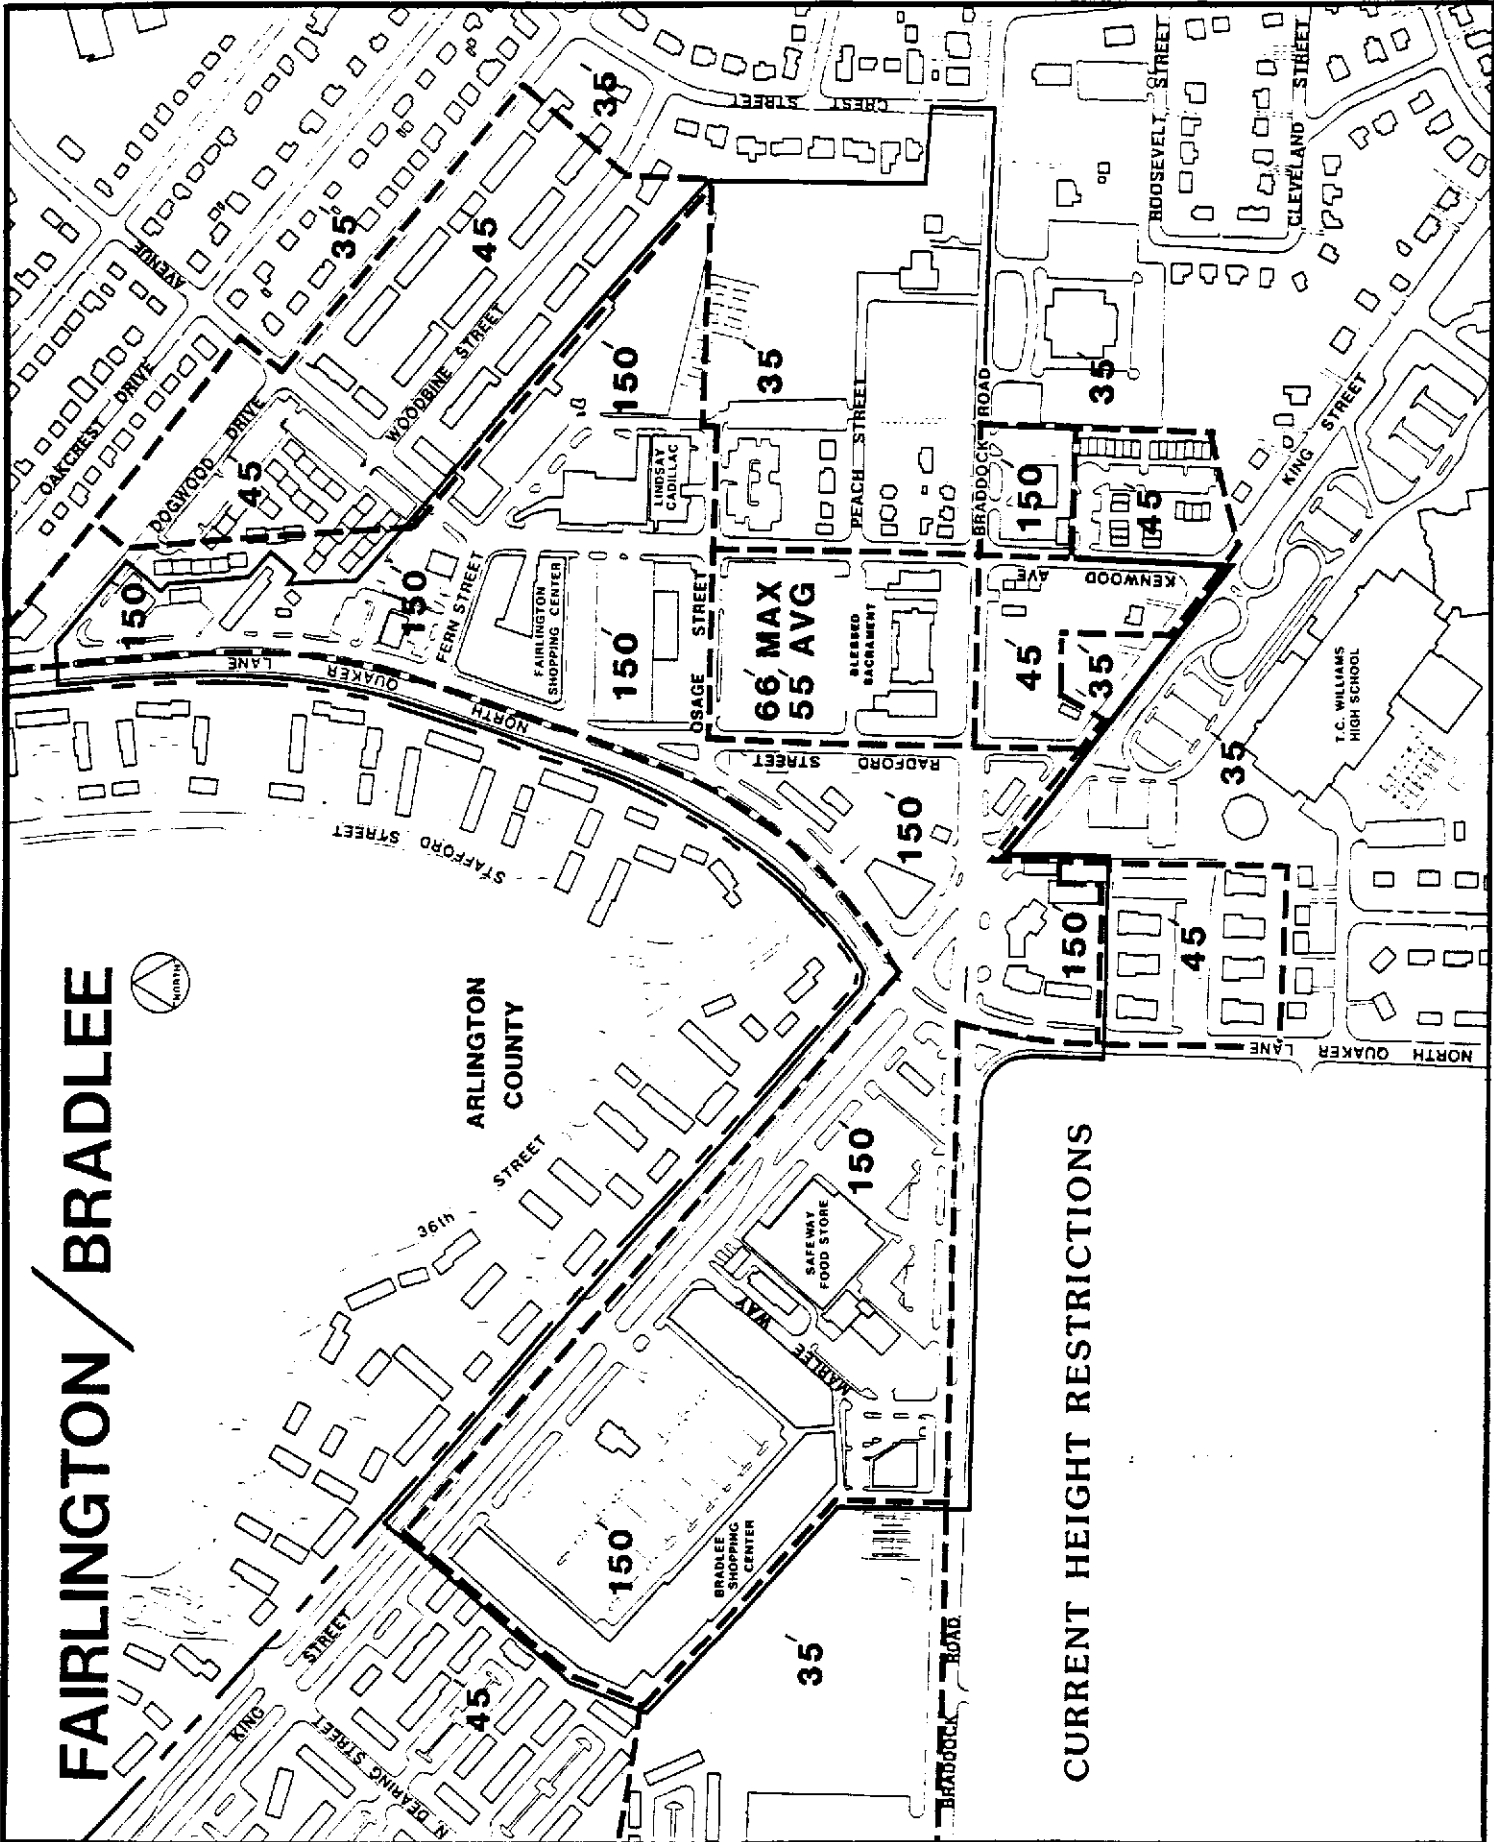 FAIRLINGTON / BRADLEE
NORTH
ARLINGTON
COUNTY
CURRENT HEIGHT RESTRICTIONS
KING
STREET
N. DEARING STREET
45'
36th
STREET
STAFFORD STREET
150'
BRADLEE
SHOPPING
CENTER
35'
BRADDOCK
ROAD
MARLEE
WAY
SAFEWAY
FOOD STORE
150'
NORTH QUAKER LANE
150'
45'
150'
RADFORD
STREET
NORTH
QUAKER
LANE
150'
150'
FERN STREET
FAIRLINGTON
SHOPPING CENTER
150'
OSAGE STREET
66' MAX
55' AVG
BLESSED
SACRAMENT
45'
35'
KENWOOD
AVE
35'
T.C. WILLIAMS
HIGH SCHOOL
OAKCREST DRIVE
DOGWOOD DRIVE
45'
AVENUE
WOODBINE STREET
45'
35'
35'
150'
LINDSAY
CADILLAC
35'
PEACH STREET
BRADDOCK ROAD
150'
45'
35'
KING STREET
CREST
STREET
ROOSEVELT STREET
CLEVELAND STREET